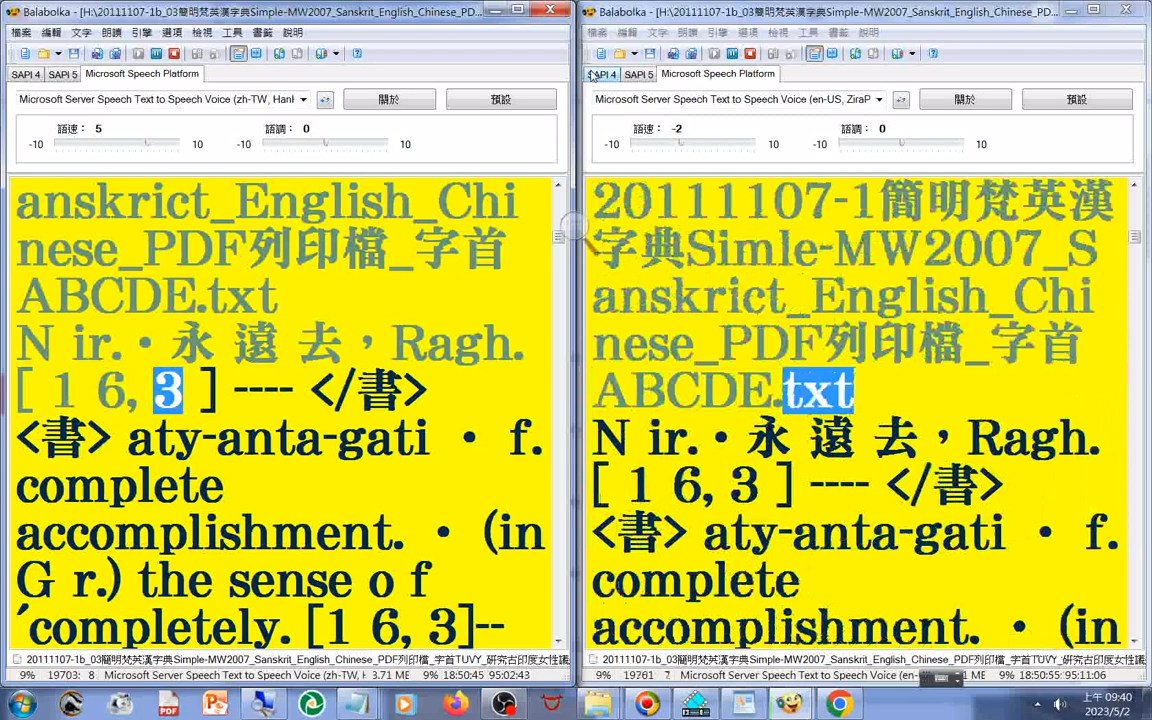 Balabolka - [H:\20111107-1b_03簡明梵英漢字典Simple-MW2007_Sanskrit_English_Chinese_PD...
檔案 編輯 文字 朗讀 引擎 選項 檢視 工具 書籤 說明
SAPI 4 SAPI 5 Microsoft Speech Platform
Microsoft Server Speech Text to Speech Voice (zh-TW, HanI
關於 預設
語速： 5 語調： 0
-10 10 -10 10
anskrict_English_Chi
nese_PDF列印檔_字首
ABCDE.txt
N ir.·永 遠 去，Ragh.
[ 1 6, 3 ] ---- </書>
<書> aty-anta-gati · f.
complete
accomplishment. · (in
G r.) the sense o f
´completely. [1 6, 3]--
20111107-1b_03簡明梵英漢字典Simple-MW2007_Sanskrit_English_Chinese_PDF列印檔_字首TUVY_研究古印度女性議
9% 19703: 8 Microsoft Server Speech Text to Speech Voice (zh-TW, 3.71 MB 9% 18:50:45 95:02:43
Balabolka - [H:\20111107-1b_03簡明梵英漢字典Simple-MW2007_Sanskrit_English_Chinese_PD...
檔案 編輯 文字 朗讀 引擎 選項 檢視 工具 書籤 說明
SAPI 4 SAPI 5 Microsoft Speech Platform
Microsoft Server Speech Text to Speech Voice (en-US, ZiraP
關於 預設
語速： -2 語調： 0
-10 10 -10 10
20111107-1簡明梵英漢
字典Simle-MW2007_S
anskrict_English_Chi
nese_PDF列印檔_字首
ABCDE.txt
N ir.·永 遠 去，Ragh.
[ 1 6, 3 ] ---- </書>
<書> aty-anta-gati · f.
complete
accomplishment. · (in
20111107-1b_03簡明梵英漢字典Simple-MW2007_Sanskrit_English_Chinese_PDF列印檔_字首TUVY_研究古印度女性議
9% 19761 7 Microsoft Server Speech Text to Speech Voice (en-US, MB 9% 18:50:55 95:11:06
PDF
上午 09:40
2023/5/2